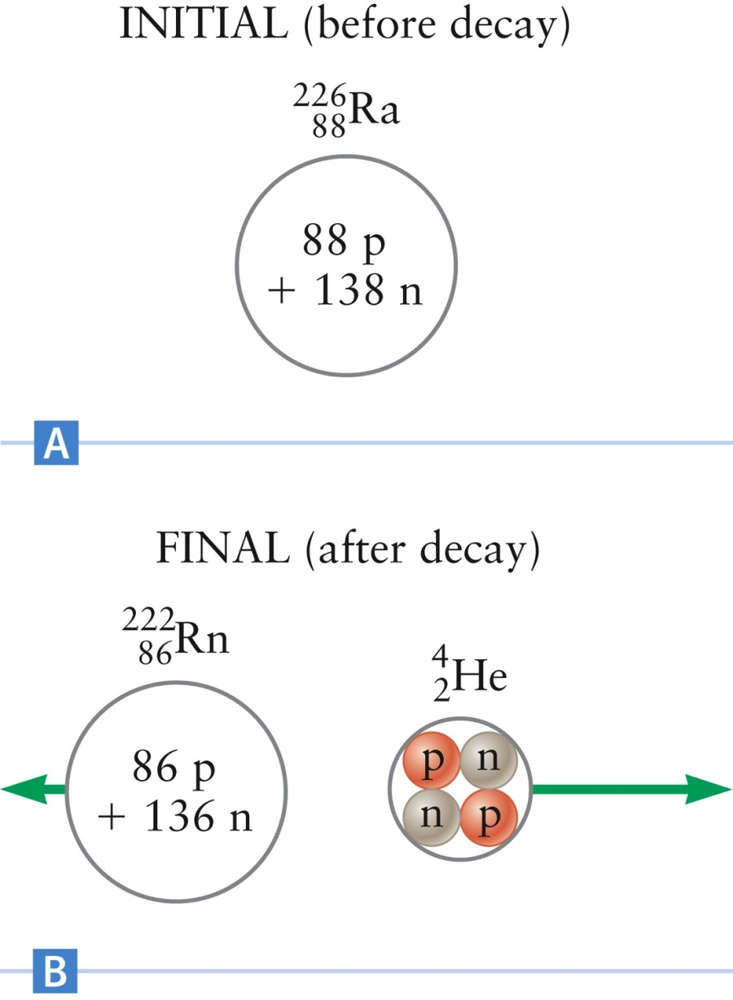 INITIAL (before decay)
226
88Ra
88 p
+ 138 n
A
FINAL (after decay)
222
86Rn
4
2He
86 p
+ 136 n
p n
n p
B